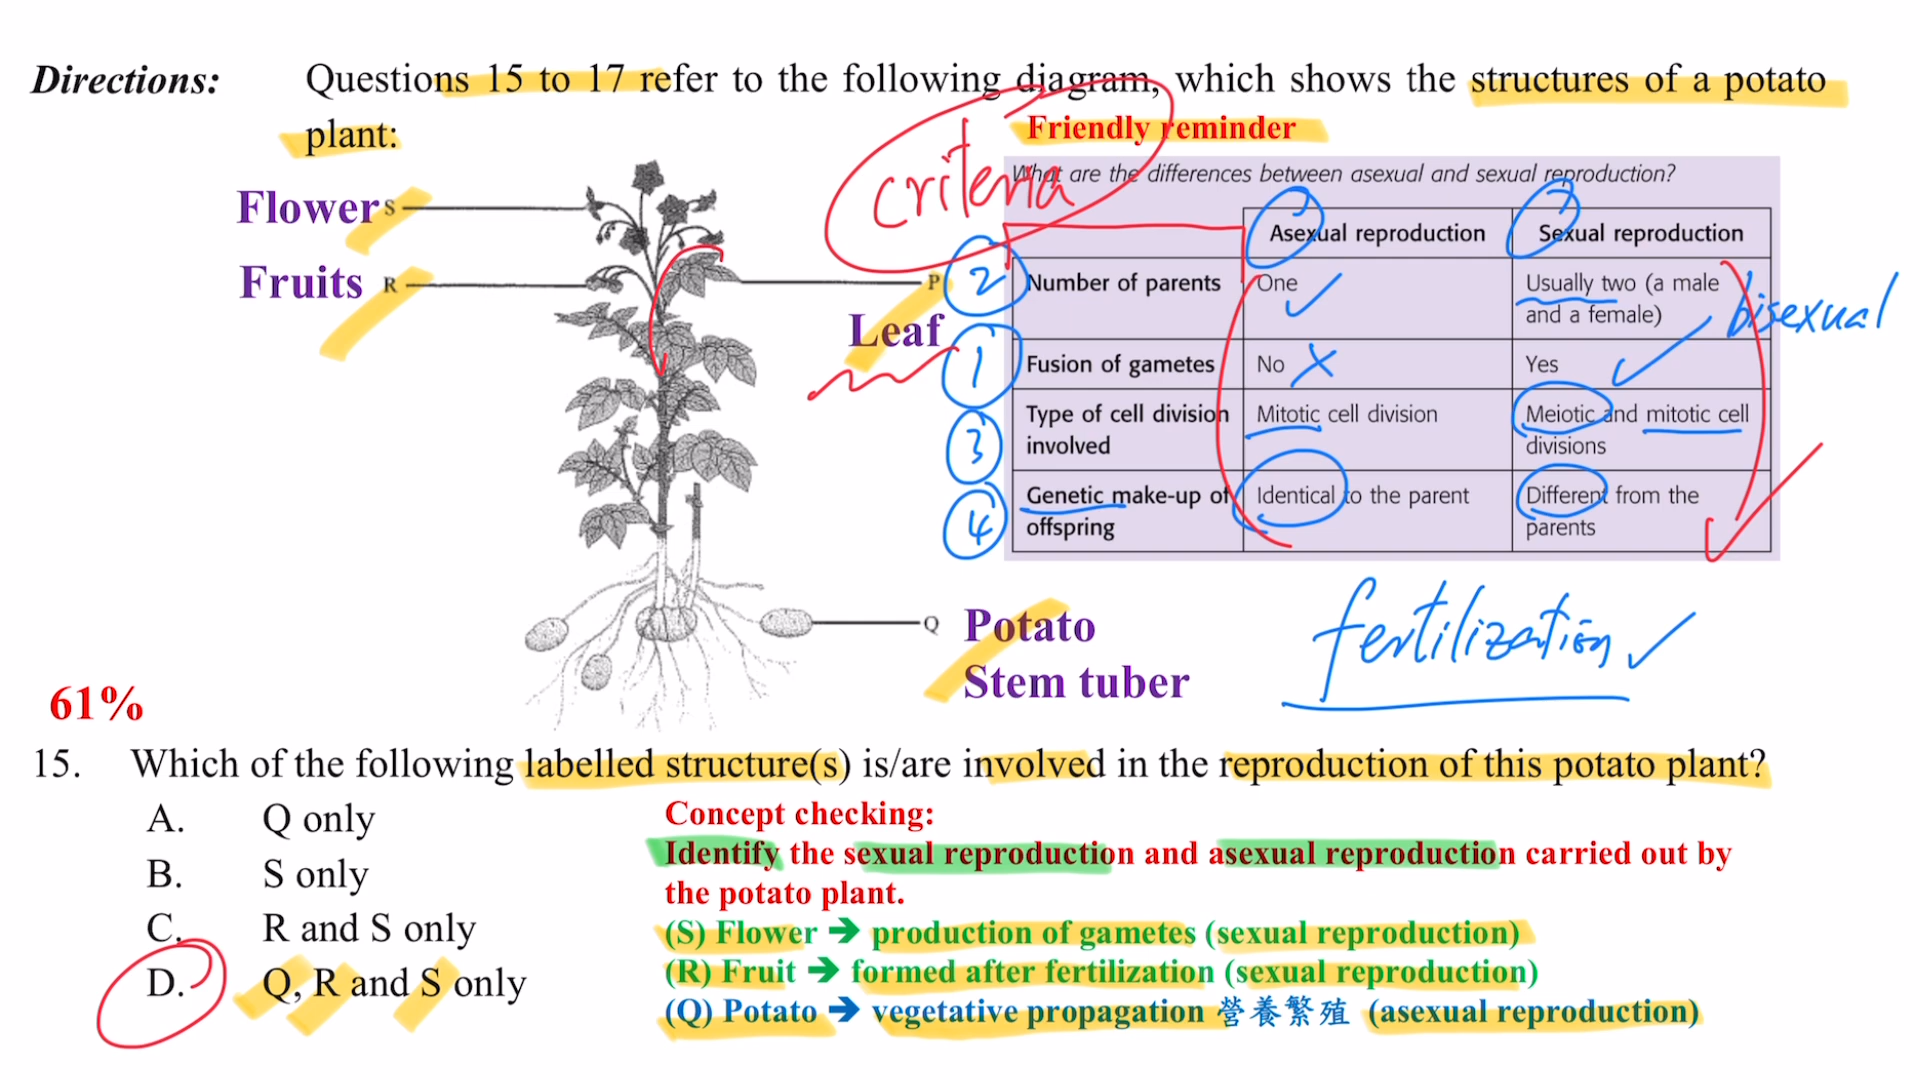 Directions: Questions 15 to 17 refer to the following diagram, which shows the structures of a potato
plant:
Friendly reminder
criteria
What are the differences between asexual and sexual reproduction?
Asexual reproduction Sexual reproduction
② Number of parents One ✓ Usually two (a male
and a female) bisexual
① Fusion of gametes No ✗ Yes ✓
③ Type of cell division Mitotic cell division Meiotic and mitotic cell
involved divisions
④ Genetic make-up of Identical to the parent Different from the
offspring parents
Flower S
Fruits R
P
Leaf
Q Potato
Stem tuber
fertilization ✓
61%
15. Which of the following labelled structure(s) is/are involved in the reproduction of this potato plant?
A. Q only
B. S only
C. R and S only
D. Q, R and S only
Concept checking:
Identify the sexual reproduction and asexual reproduction carried out by
the potato plant.
(S) Flower → production of gametes (sexual reproduction)
(R) Fruit → formed after fertilization (sexual reproduction)
(Q) Potato → vegetative propagation 營養繁殖 (asexual reproduction)